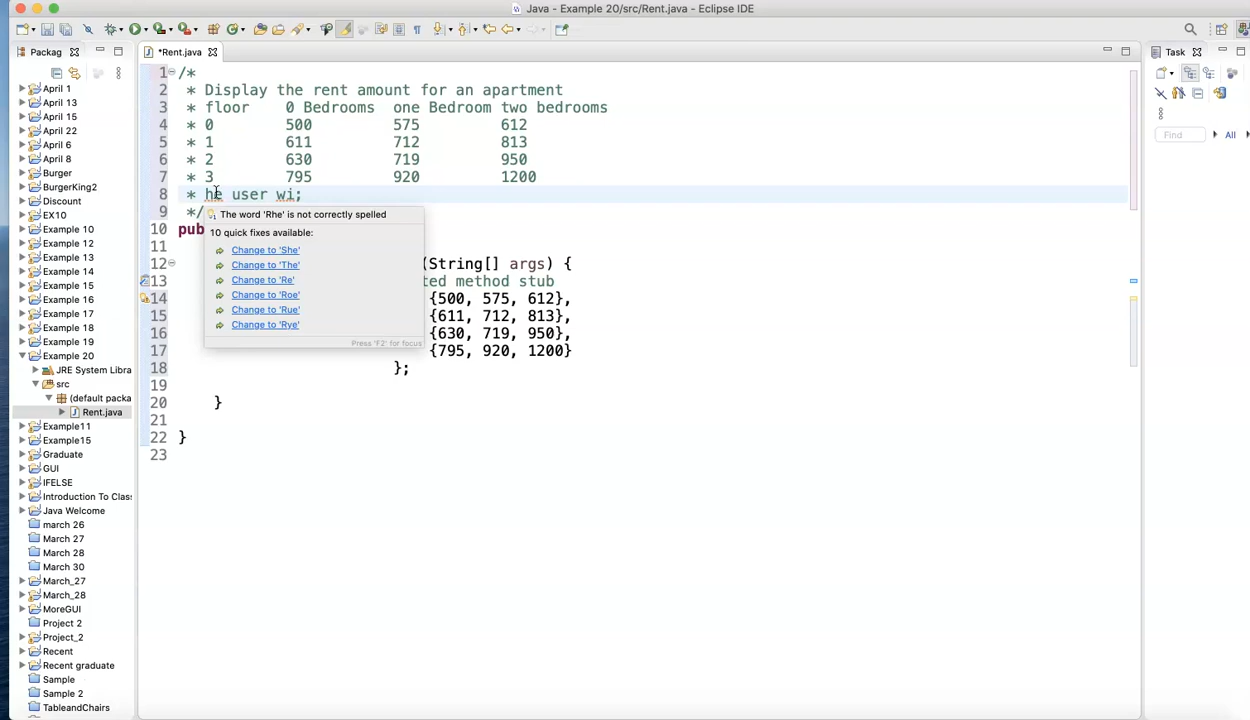 Java - Example 20/src/Rent.java - Eclipse IDE
Packag
*Rent.java
Task
April 1
April 13
April 15
April 22
April 6
April 8
Burger
BurgerKing2
Discount
EX10
Example 10
Example 12
Example 13
Example 14
Example 15
Example 16
Example 17
Example 18
Example 19
Example 20
JRE System Libra
src
(default packa
Rent.java
Example11
Example15
Graduate
GUI
IFELSE
Introduction To Clas
Java Welcome
march 26
March 27
March 28
March 30
March_27
March_28
MoreGUI
Project 2
Project_2
Recent
Recent graduate
Sample
Sample 2
TableandChairs
1 /*
2 * Display the rent amount for an apartment
3 * floor 0 Bedrooms one Bedroom two bedrooms
4 * 0 500 575 612
5 * 1 611 712 813
6 * 2 630 719 950
7 * 3 795 920 1200
8 * he user wi;
9 */
10 pub
11
12 (String[] args) {
13 ted method stub
14 {500, 575, 612},
15 {611, 712, 813},
16 {630, 719, 950},
17 {795, 920, 1200}
18 };
19
20 }
21
22 }
23
The word 'Rhe' is not correctly spelled
10 quick fixes available:
Change to 'She'
Change to 'The'
Change to 'Re'
Change to 'Roe'
Change to 'Rue'
Change to 'Rye'
Press 'F2' for focus
Find
All